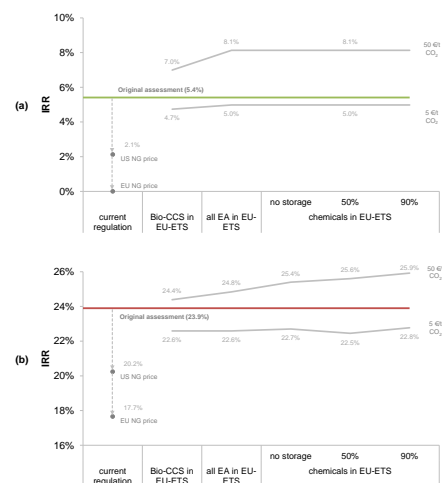 10%
8%
6%
4%
2%
0%
IRR
(a)
7.0%
8.1%
8.1%
50 €/t
CO2
Original assessment (5.4%)
4.7%
5.0%
5.0%
5 €/t
CO2
2.1%
US NG price
EU NG price
current
regulation
Bio-CCS in
EU-ETS
all EA in EU-
ETS
no storage
50%
90%
chemicals in EU-ETS
26%
24%
22%
20%
18%
16%
IRR
(b)
24.4%
24.8%
25.4%
25.6%
25.9%
50 €/t
CO2
Original assessment (23.9%)
22.6%
22.6%
22.7%
22.5%
22.8%
5 €/t
CO2
20.2%
US NG price
17.7%
EU NG price
current
regulation
Bio-CCS in
EU-ETS
all EA in EU-
ETS
no storage
50%
90%
chemicals in EU-ETS